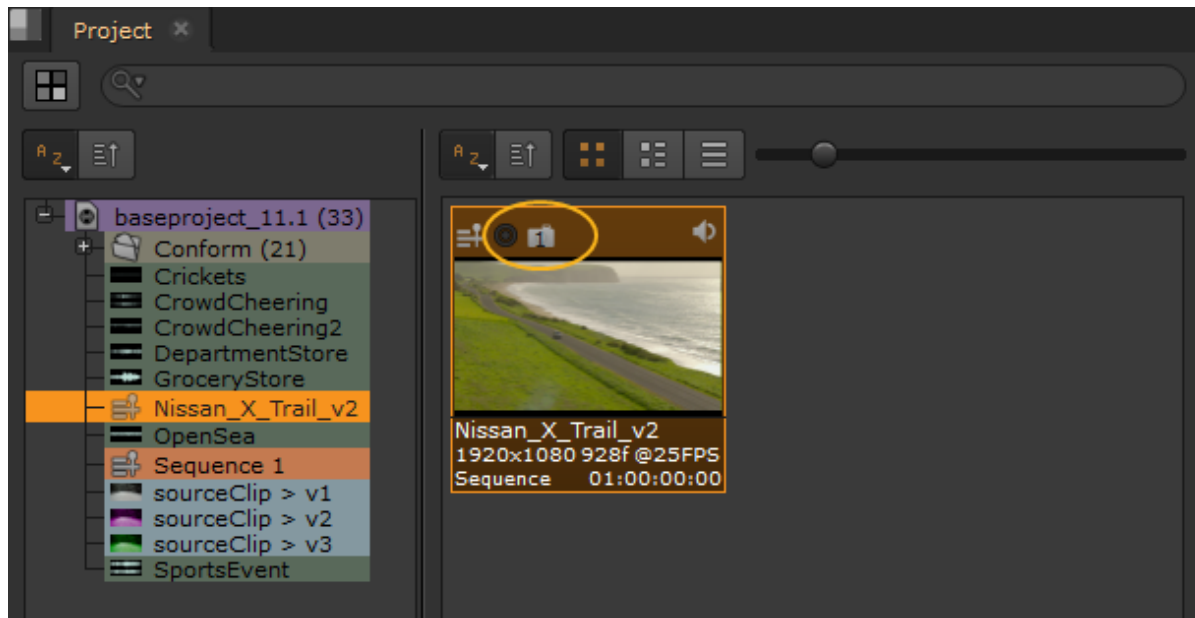 Project
A Z
A Z
baseproject_11.1 (33)
Conform (21)
Crickets
CrowdCheering
CrowdCheering2
DepartmentStore
GroceryStore
Nissan_X_Trail_v2
OpenSea
Sequence 1
sourceClip > v1
sourceClip > v2
sourceClip > v3
SportsEvent
1
Nissan_X_Trail_v2
1920x1080 928f @25FPS
Sequence 01:00:00:00